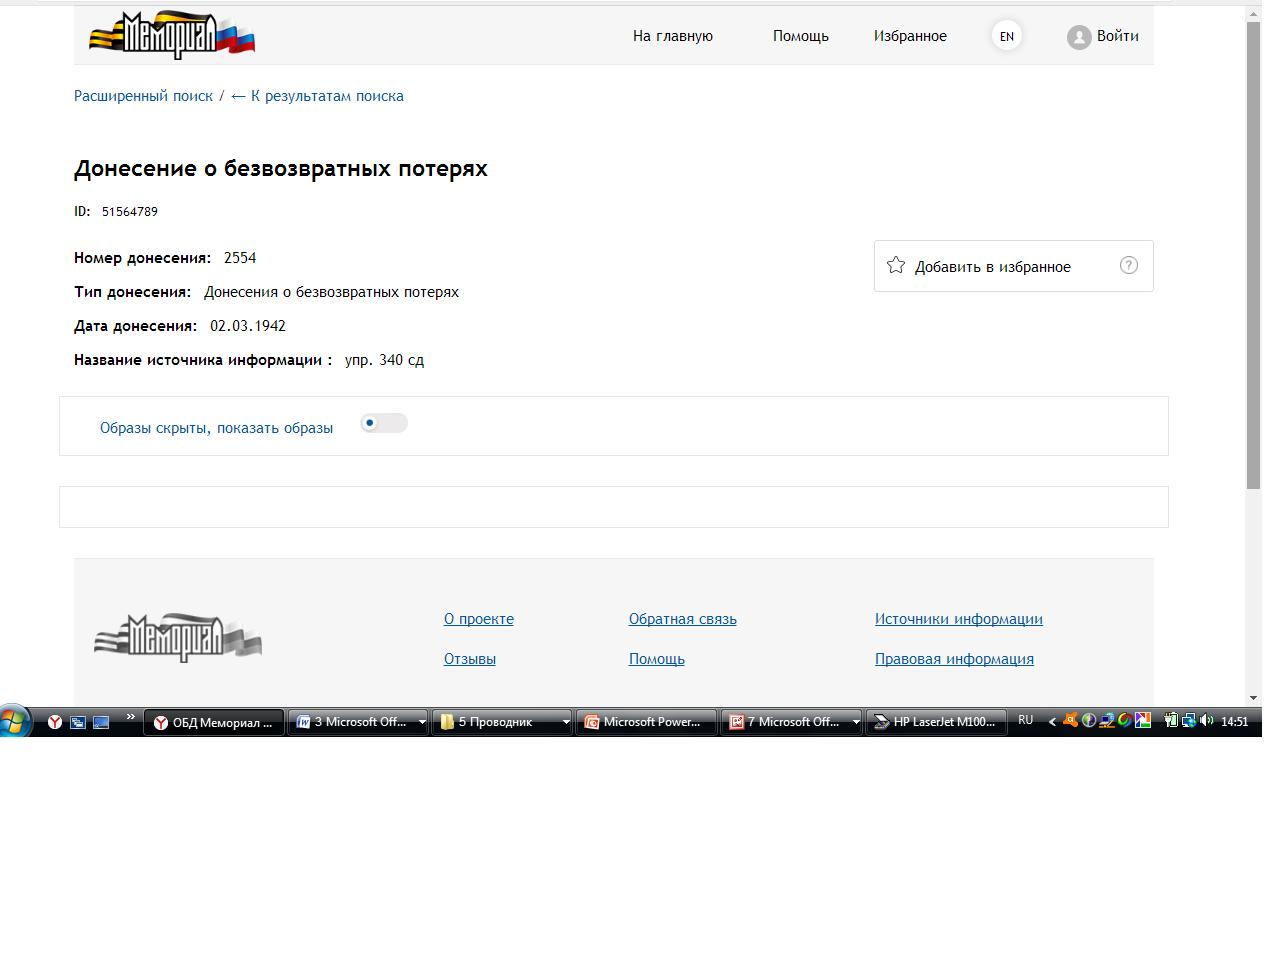 Мемориал
На главную Помощь Избранное EN Войти
Расширенный поиск / ← К результатам поиска
Донесение о безвозвратных потерях
ID: 51564789
Номер донесения: 2554
Добавить в избранное ?
Тип донесения: Донесения о безвозвратных потерях
Дата донесения: 02.03.1942
Название источника информации : упр. 340 сд
Образы скрыты, показать образы
Мемориал
О проекте Обратная связь Источники информации
Отзывы Помощь Правовая информация
» ОБД Мемориал ... 3 Microsoft Off... 5 Проводник Microsoft Power... 7 Microsoft Off... HP LaserJet M100... RU 14:51